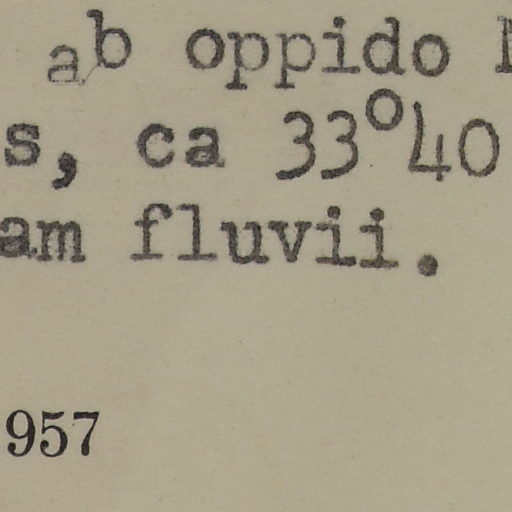 ab oppido
s, ca 33°40
am fluvii.
957